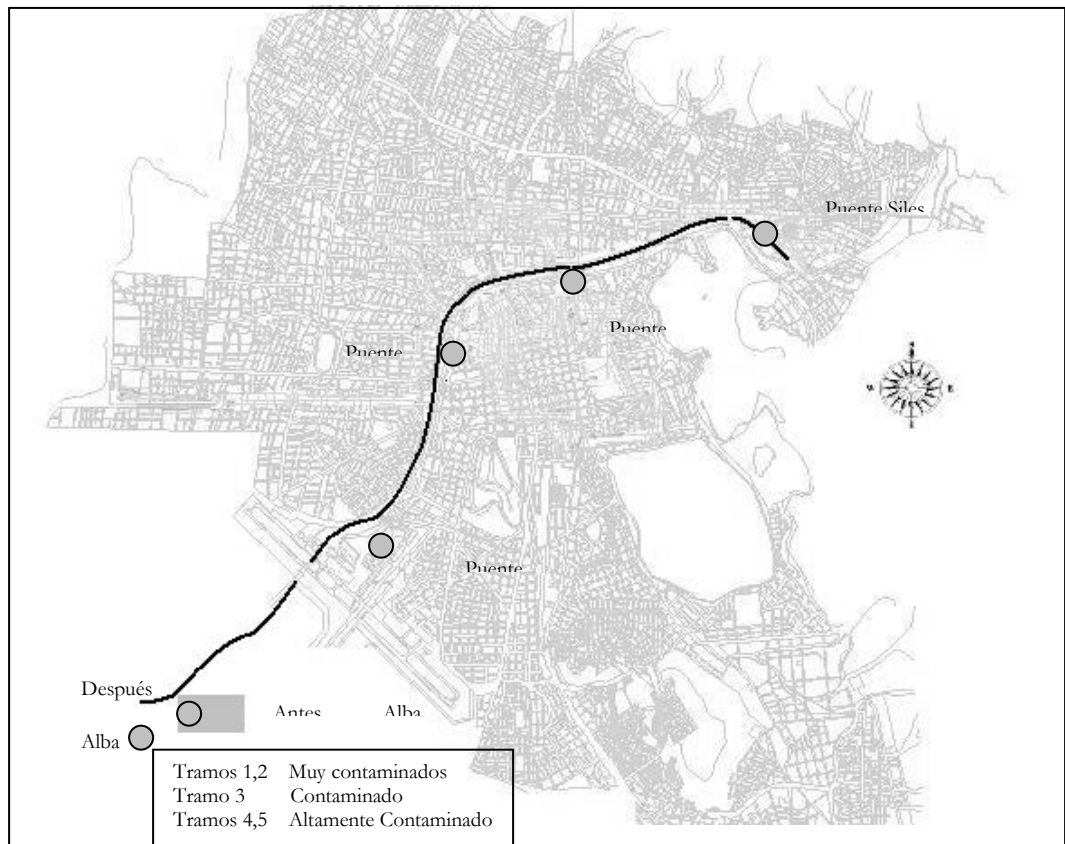 Puente Siles
Puente
Puente
Puente
Después
Alba
Antes Alba
Tramos 1,2 Muy contaminados
Tramo 3 Contaminado
Tramos 4,5 Altamente Contaminado
N
E
S